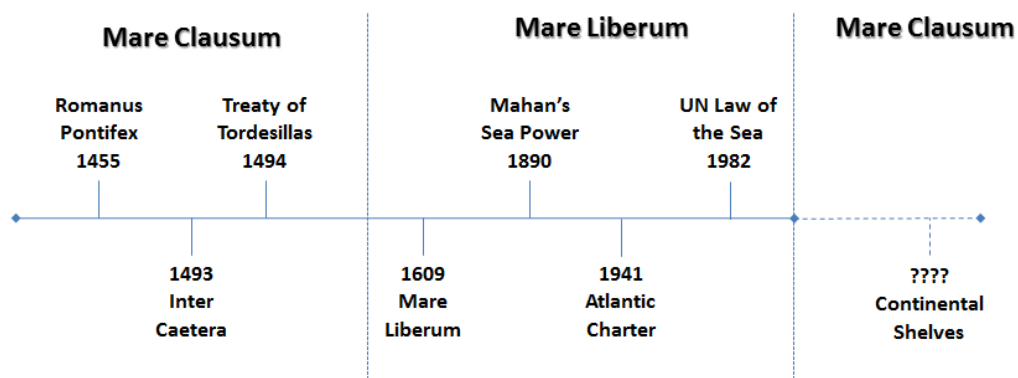 Mare Clausum
Mare Liberum
Mare Clausum
Romanus
Pontifex
1455
Treaty of
Tordesillas
1494
Mahan's
Sea Power
1890
UN Law of
the Sea
1982
1493
Inter
Caetera
1609
Mare
Liberum
1941
Atlantic
Charter
????
Continental
Shelves